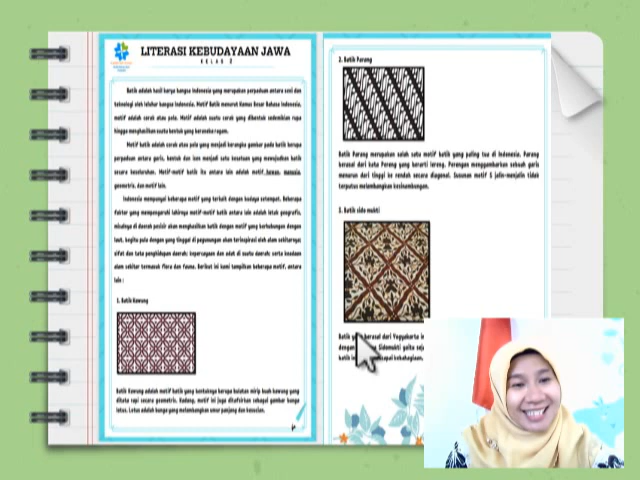 LITERASI KEBUDAYAAN JAWA
KELAS 2
Batik adalah hasil karya bangsa Indonesia yang merupakan perpaduan antara seni dan
teknologi oleh leluhur bangsa Indonesia. Motif Batik menurut Kamus Besar Bahasa Indonesia,
motif adalah corak atau pola. Motif adalah suatu corak yang dibentuk sedemikian rupa
hingga menghasilkan suatu bentuk yang beraneka ragam.
Motif batik adalah corak atau pola yang menjadi kerangka gambar pada batik berupa
perpaduan antara garis, bentuk dan isen menjadi satu kesatuan yang mewujudkan batik
secara keseluruhan. Motif-motif batik itu antara lain adalah motif hewan, manusia,
geometris, dan motif lain.
Indonesia mempunyai beberapa motif yang terkait dengan budaya setempat. Beberapa
faktor yang mempengaruhi lahirnya motif-motif batik antara lain adalah letak geografis,
misalnya di daerah pesisir akan menghasilkan batik dengan motif yang berhubungan dengan
laut, begitu pula dengan yang tinggal di pegunungan akan terinspirasi oleh alam sekitarnya;
sifat dan tata penghidupan daerah; kepercayaan dan adat di suatu daerah; serta keadaan
alam sekitar termasuk flora dan fauna. Berikut ini kami tampilkan beberapa motif, antara
lain :
1. Batik Kawung
Batik Kawung adalah motif batik yang bentuknya berupa bulatan mirip buah kawung yang
ditata rapi secara geometris. Kadang, motif ini juga ditafsirkan sebagai gambar bunga
lotus. Lotus adalah bunga yang melambangkan umur panjang dan kesucian.
2. Batik Parang
Batik Parang merupakan salah satu motif batik yang paling tua di Indonesia. Parang
berasal dari kata Pereng yang berarti lereng. Perengan menggambarkan sebuah garis
menurun dari tinggi ke rendah secara diagonal. Susunan motif S jalin-menjalin tidak
terputus melambangkan kesinambungan.
3. Batik sido mukti
Batik berasal dari Yogyakarta
dengan Sidomukti yaitu
batik